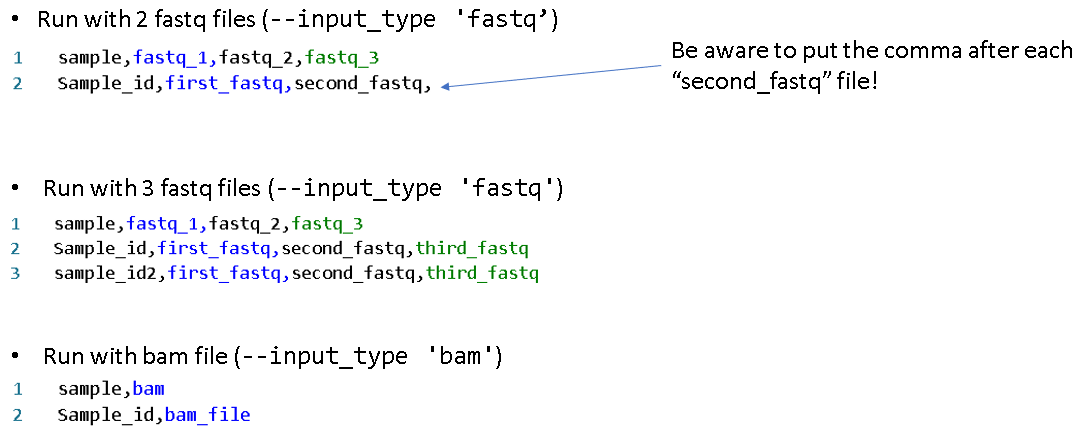 • Run with 2 fastq files (--input_type 'fastq’)
1 sample,fastq_1,fastq_2,fastq_3
2 Sample_id,first_fastq,second_fastq,
Be aware to put the comma after each
“second_fastq” file!
• Run with 3 fastq files (--input_type 'fastq')
1 sample,fastq_1,fastq_2,fastq_3
2 Sample_id,first_fastq,second_fastq,third_fastq
3 sample_id2,first_fastq,second_fastq,third_fastq
• Run with bam file (--input_type 'bam')
1 sample,bam
2 Sample_id,bam_file